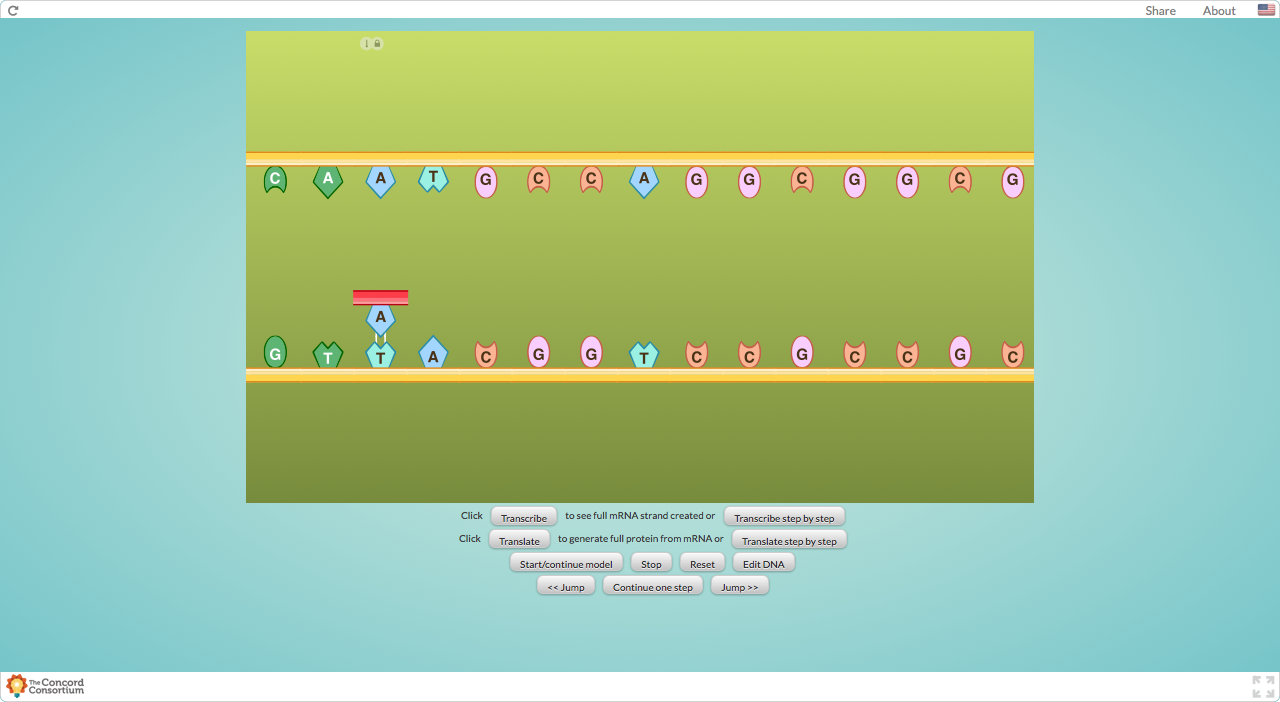 Share About
C A A T G C C A G G C G G C G
A
G T T A C G G T C C G C C G C
Click Transcribe to see full mRNA strand created or Transcribe step by step
Click Translate to generate full protein from mRNA or Translate step by step
Start/continue model Stop Reset Edit DNA
<< Jump Continue one step Jump >>
The Concord
Consortium